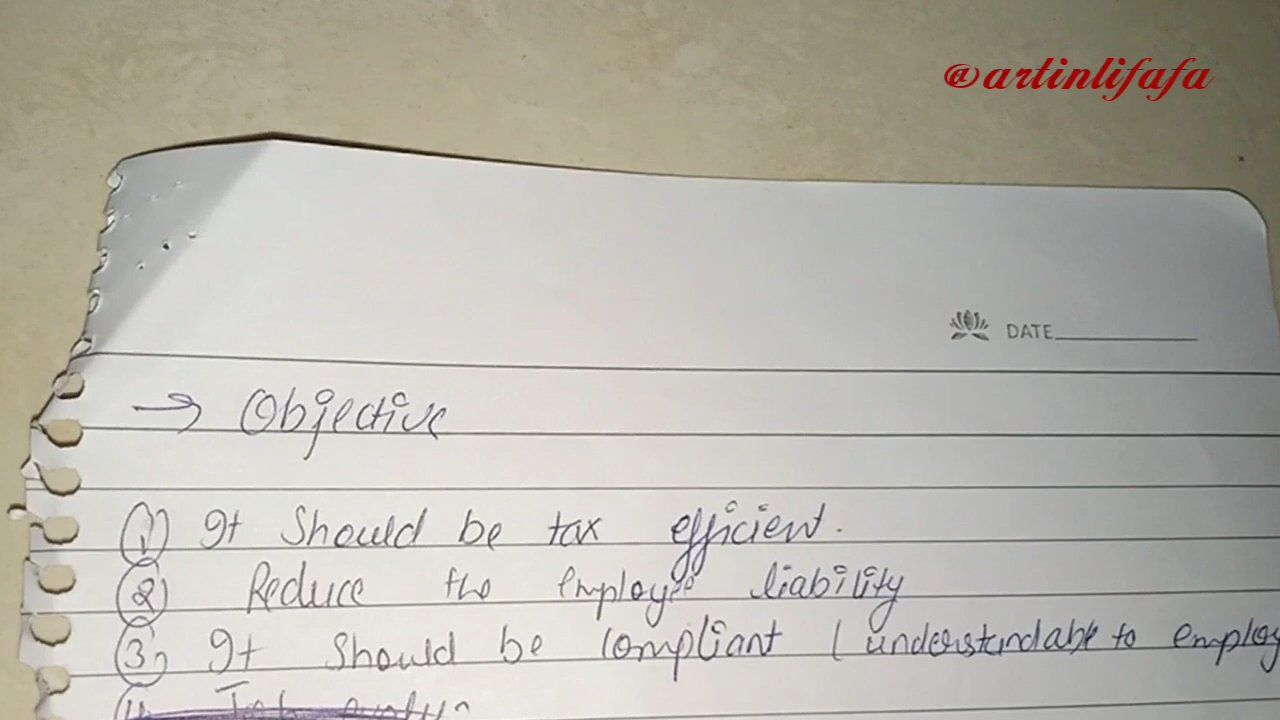 @artinlifafa
DATE
→ Objective
(1) It should be tax efficient.
(2) Reduce the employee liability
(3) It should be compliant ( understandable to employ
(4)